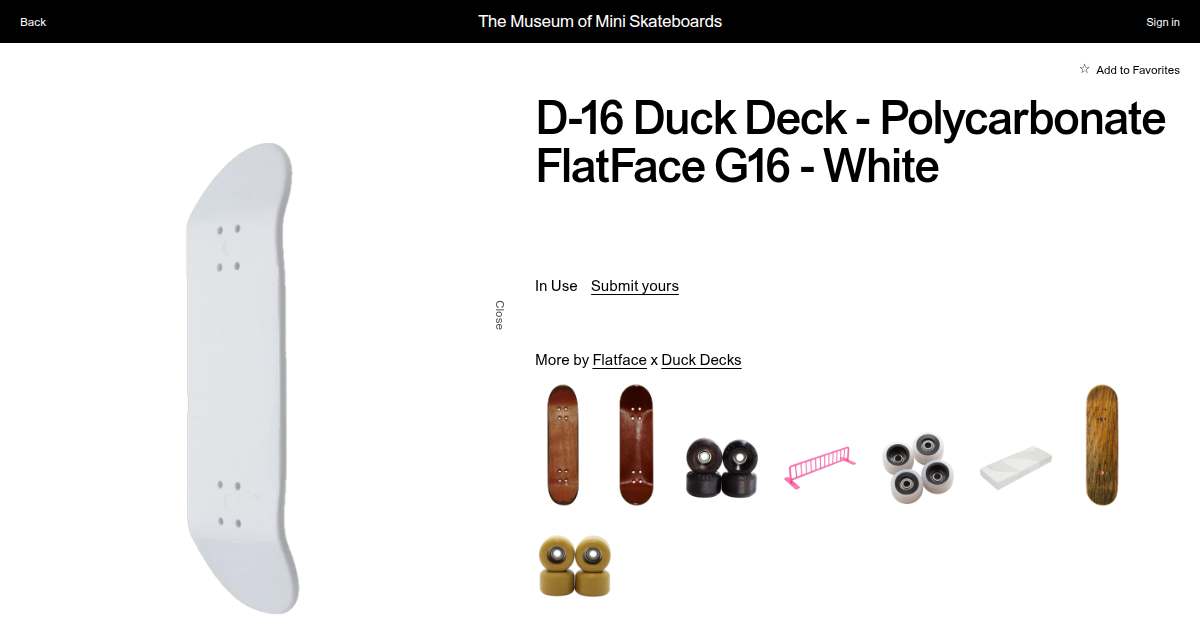 Back
The Museum of Mini Skateboards
Sign in
☆ Add to Favorites
D-16 Duck Deck - Polycarbonate
FlatFace G16 - White
In Use Submit yours
Close
More by Flatface x Duck Decks